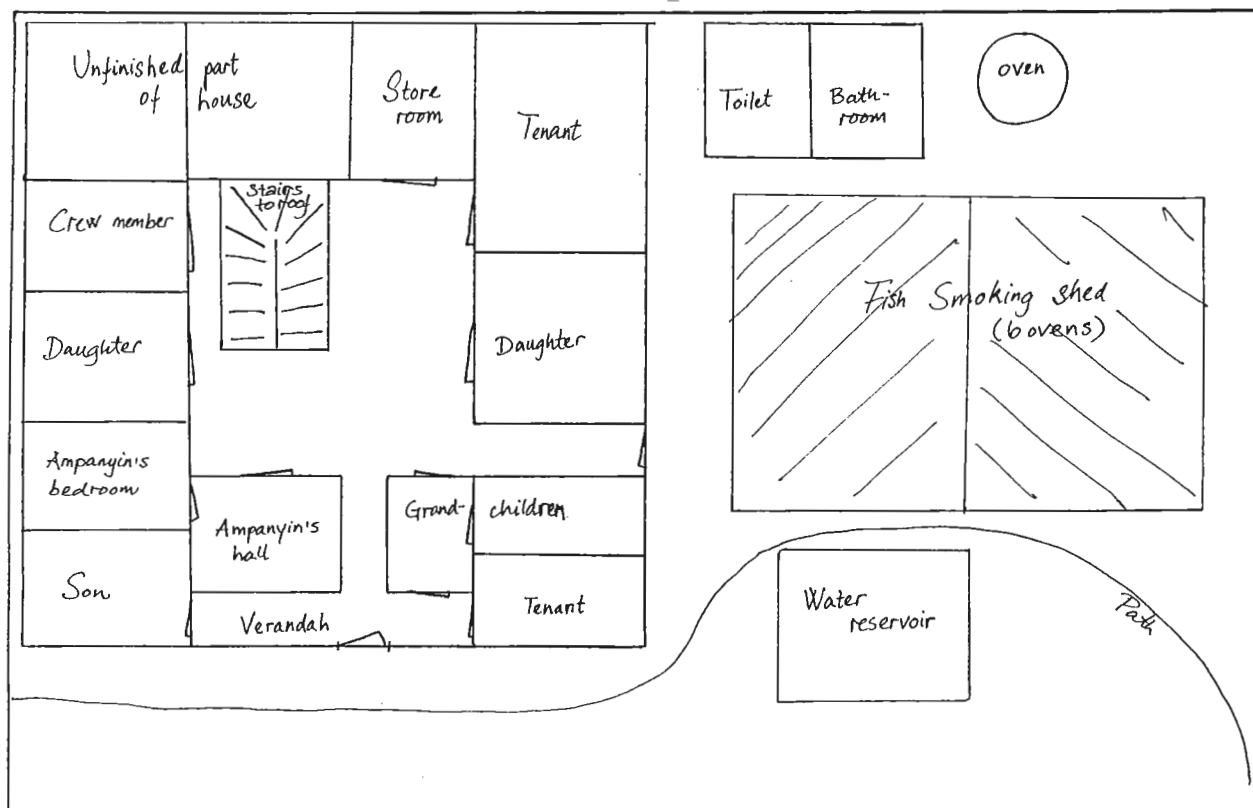 Unfinished part
of house
Store
room
Tenant
Toilet
Bath-
room
oven
Crew member
Stairs
to roof
Daughter
Daughter
Fish Smoking shed
(6 ovens)
Ampanyin's
bedroom
Ampanyin's
hall
Grand-children
Son
Verandah
Tenant
Water
reservoir
Path